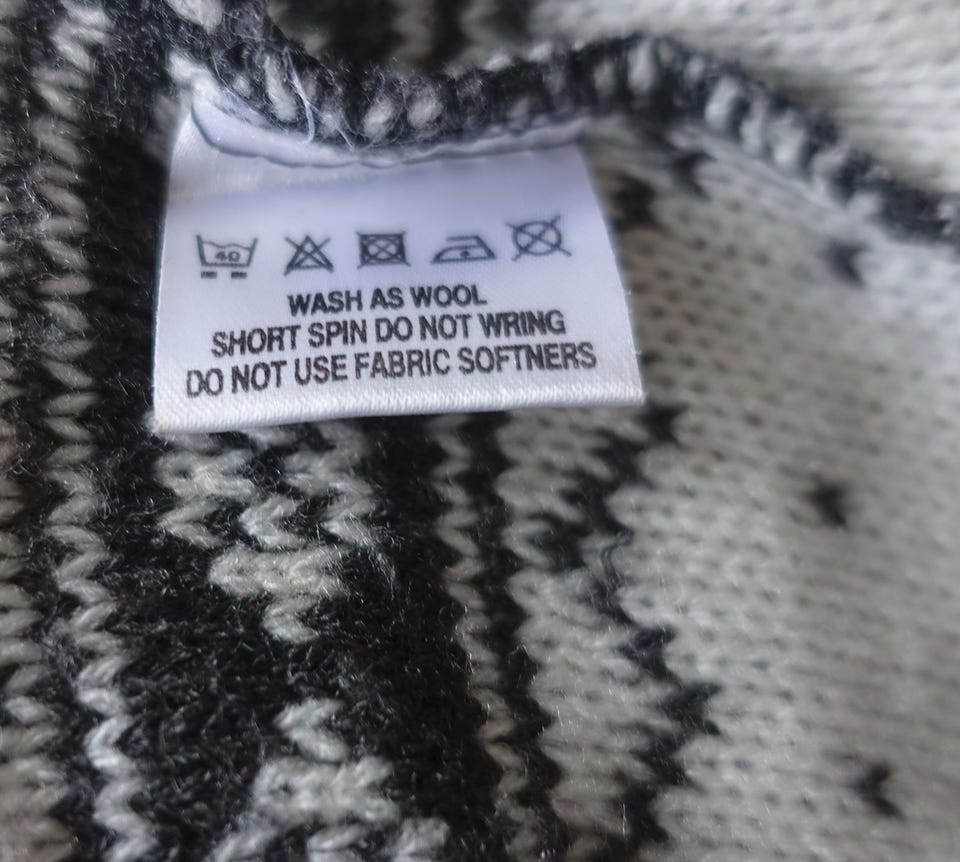 40
WASH AS WOOL
SHORT SPIN DO NOT WRING
DO NOT USE FABRIC SOFTNERS